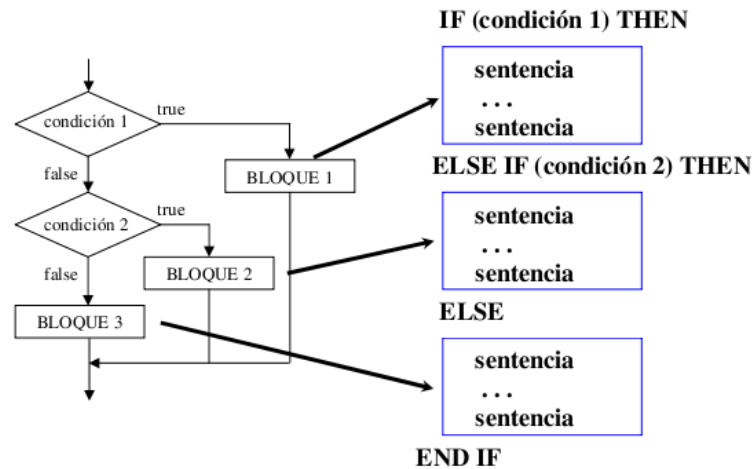 condición 1
true
false
BLOQUE 1
condición 2
true
false
BLOQUE 2
BLOQUE 3
IF (condición 1) THEN
sentencia
...
sentencia
ELSE IF (condición 2) THEN
sentencia
...
sentencia
ELSE
sentencia
...
sentencia
END IF